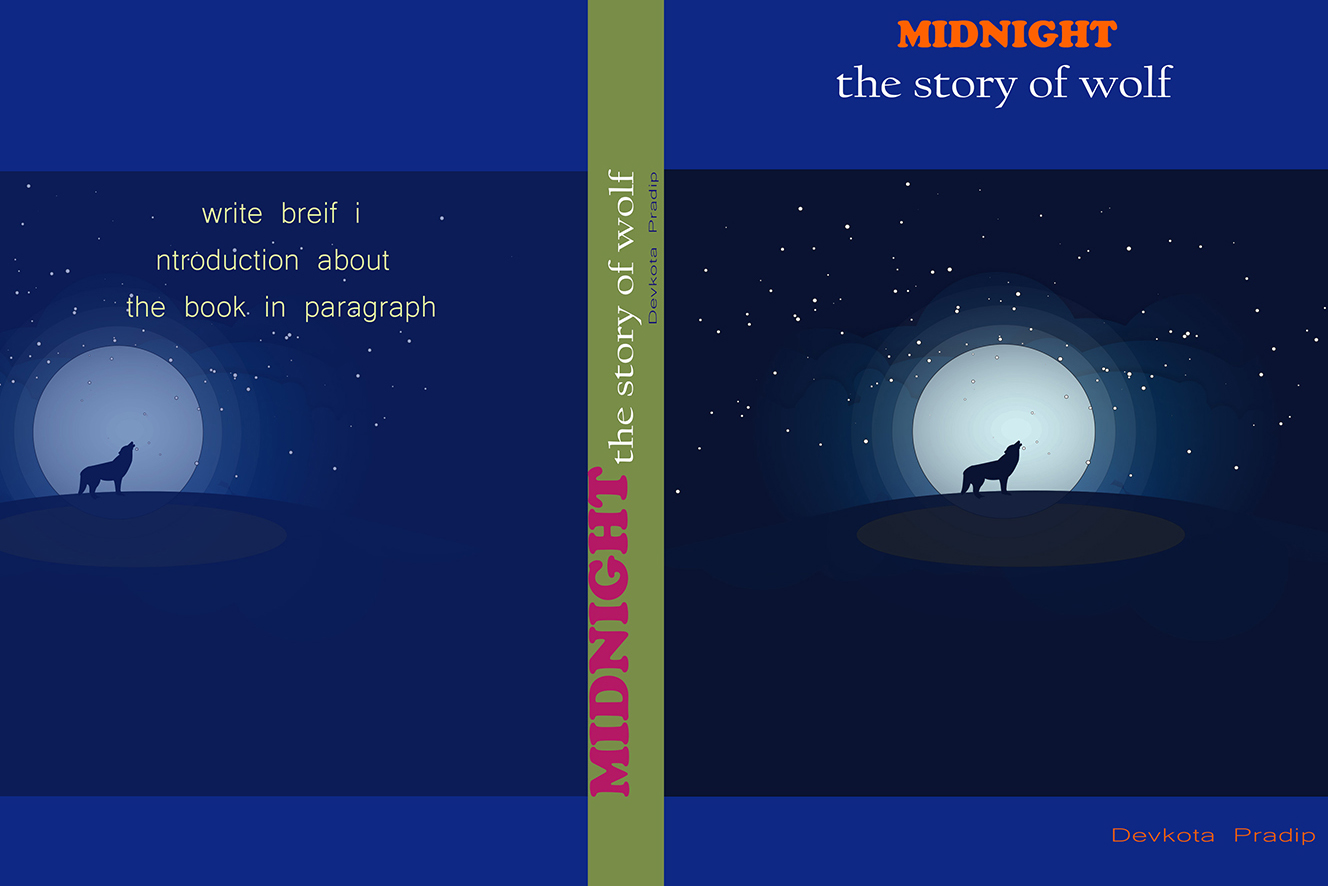 write breif i
ntroduction about
the book in paragraph
MIDNIGHT the story of wolf
Devkota Pradip
MIDNIGHT
the story of wolf
Devkota Pradip